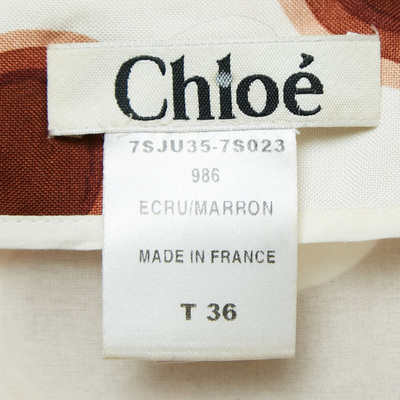 Chloé
7SJU35-7S023
986
ECRU/MARRON
MADE IN FRANCE
T 36